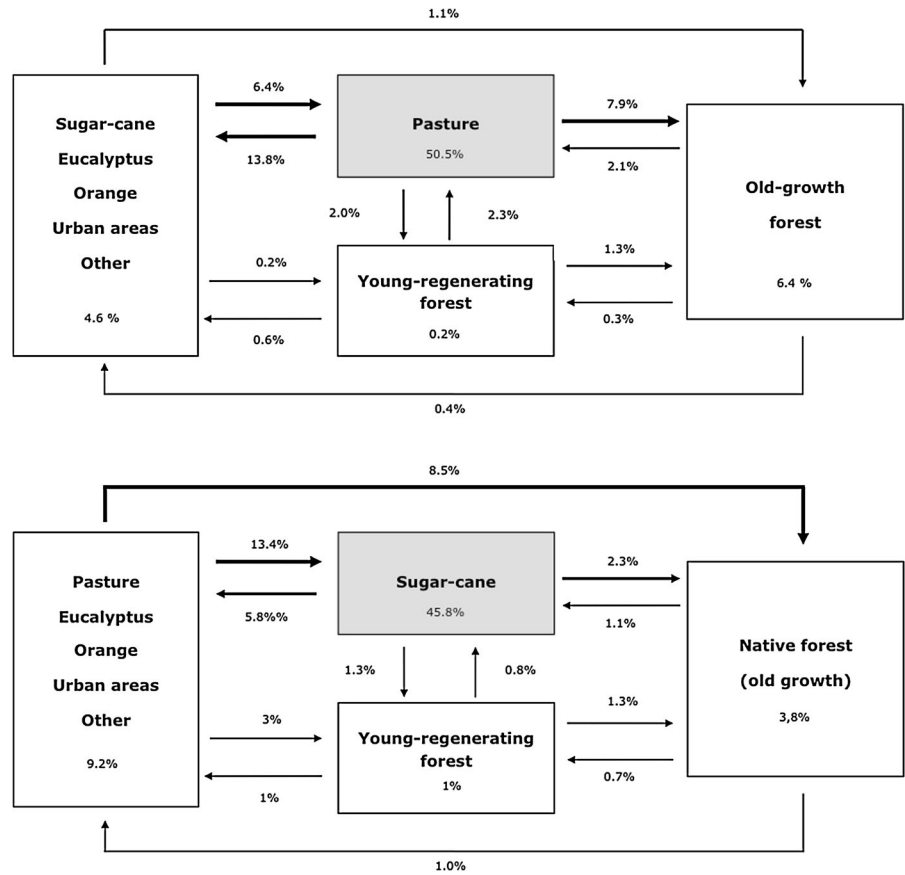 1.1%
6.4%
13.8%
Sugar-cane
Eucalyptus
Orange
Urban areas
Other
4.6 %
Pasture
50.5%
7.9%
2.1%
2.0%
2.3%
Old-growth
forest
6.4 %
0.2%
0.6%
Young-regenerating
forest
0.2%
1.3%
0.3%
0.4%
8.5%
13.4%
5.8%%
Pasture
Eucalyptus
Orange
Urban areas
Other
9.2%
Sugar-cane
45.8%
2.3%
1.1%
1.3%
0.8%
Native forest
(old growth)
3,8%
3%
1%
Young-regenerating
forest
1%
1.3%
0.7%
1.0%